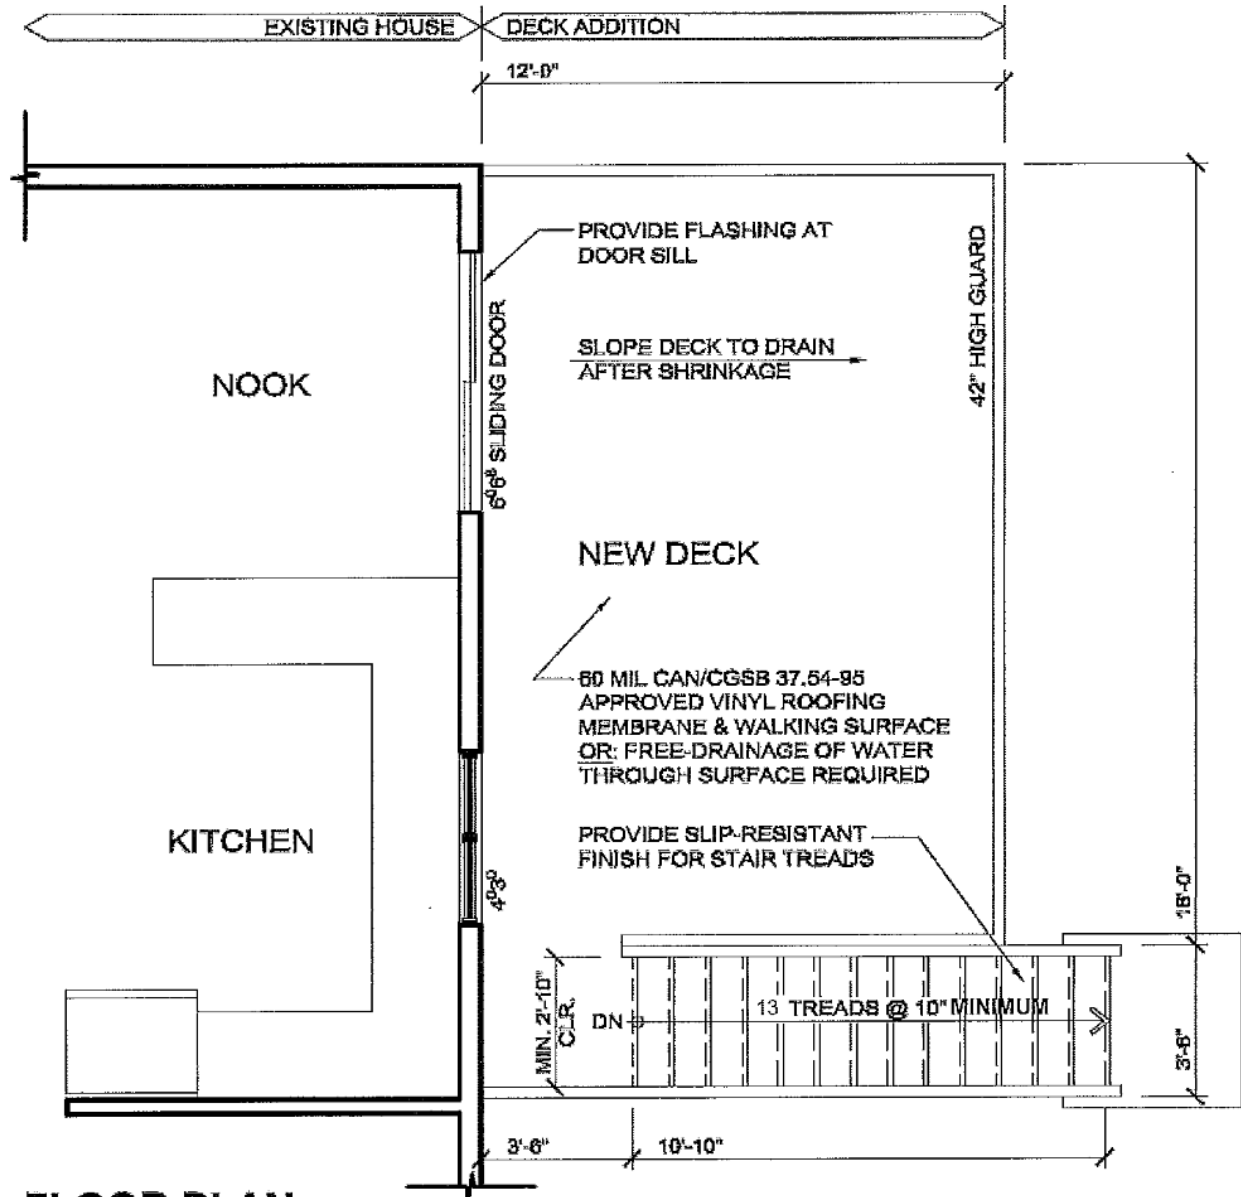 EXISTING HOUSE
DECK ADDITION
12'-0"
PROVIDE FLASHING AT
DOOR SILL
6⁰6⁸ SLIDING DOOR
SLOPE DECK TO DRAIN
AFTER SHRINKAGE
42" HIGH GUARD
NOOK
NEW DECK
60 MIL CAN/CGSB 37.54-95
APPROVED VINYL ROOFING
MEMBRANE & WALKING SURFACE
OR: FREE-DRAINAGE OF WATER
THROUGH SURFACE REQUIRED
KITCHEN
PROVIDE SLIP-RESISTANT
FINISH FOR STAIR TREADS
4⁰3⁰
18'-0"
MIN. 2'-10"
CLR.
DN
13 TREADS @ 10" MINIMUM
3'-6"
3'-6"
10'-10"
FLOOR PLAN